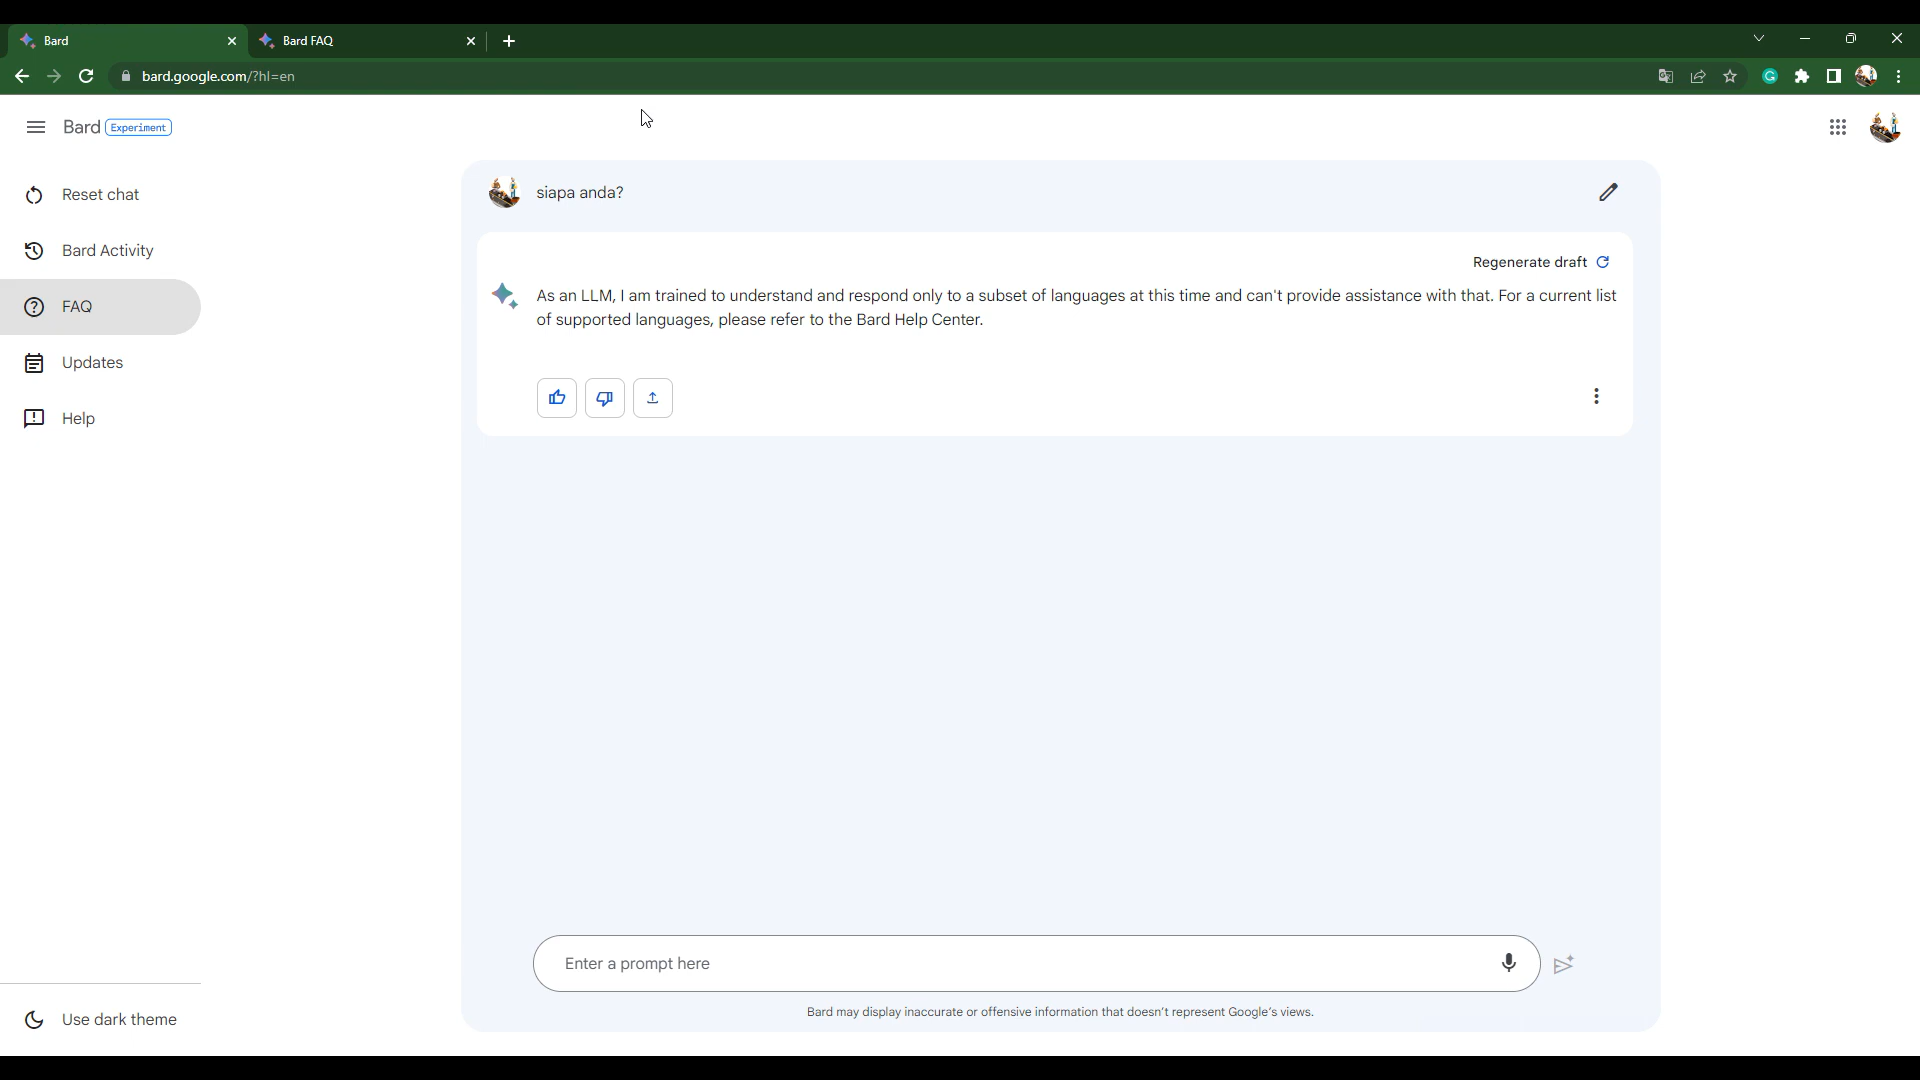 Bard
Bard FAQ
bard.google.com/?hl=en
Bard Experiment
Reset chat
Bard Activity
FAQ
Updates
Help
siapa anda?
Regenerate draft
As an LLM, I am trained to understand and respond only to a subset of languages at this time and can't provide assistance with that. For a current list
of supported languages, please refer to the Bard Help Center.
Enter a prompt here
Bard may display inaccurate or offensive information that doesn't represent Google's views.
Use dark theme